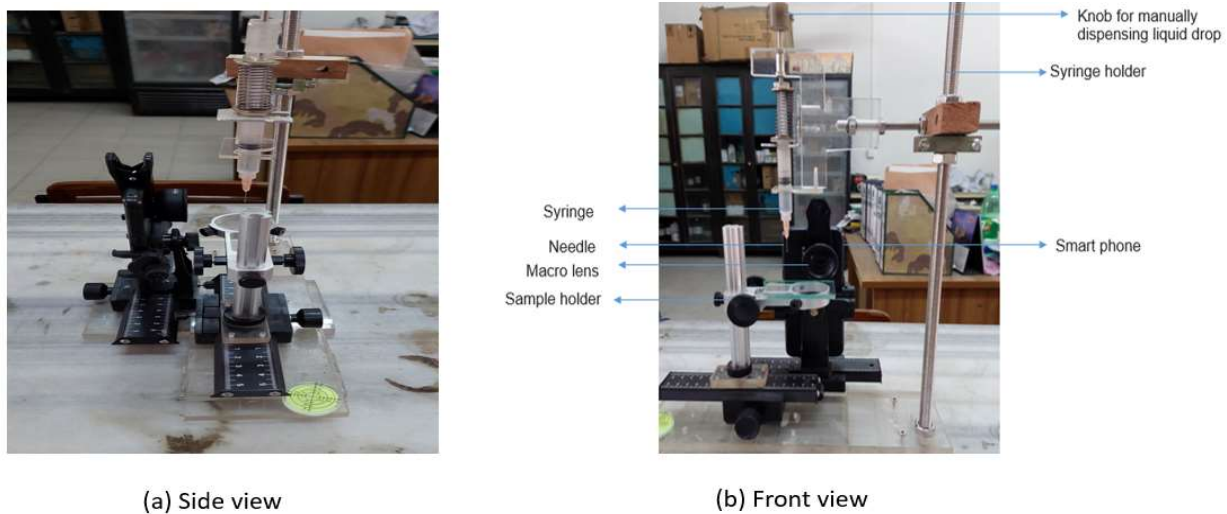 Knob for manually
dispensing liquid drop
Syringe holder
Syringe
Needle
Smart phone
Macro lens
Sample holder
(a) Side view
(b) Front view